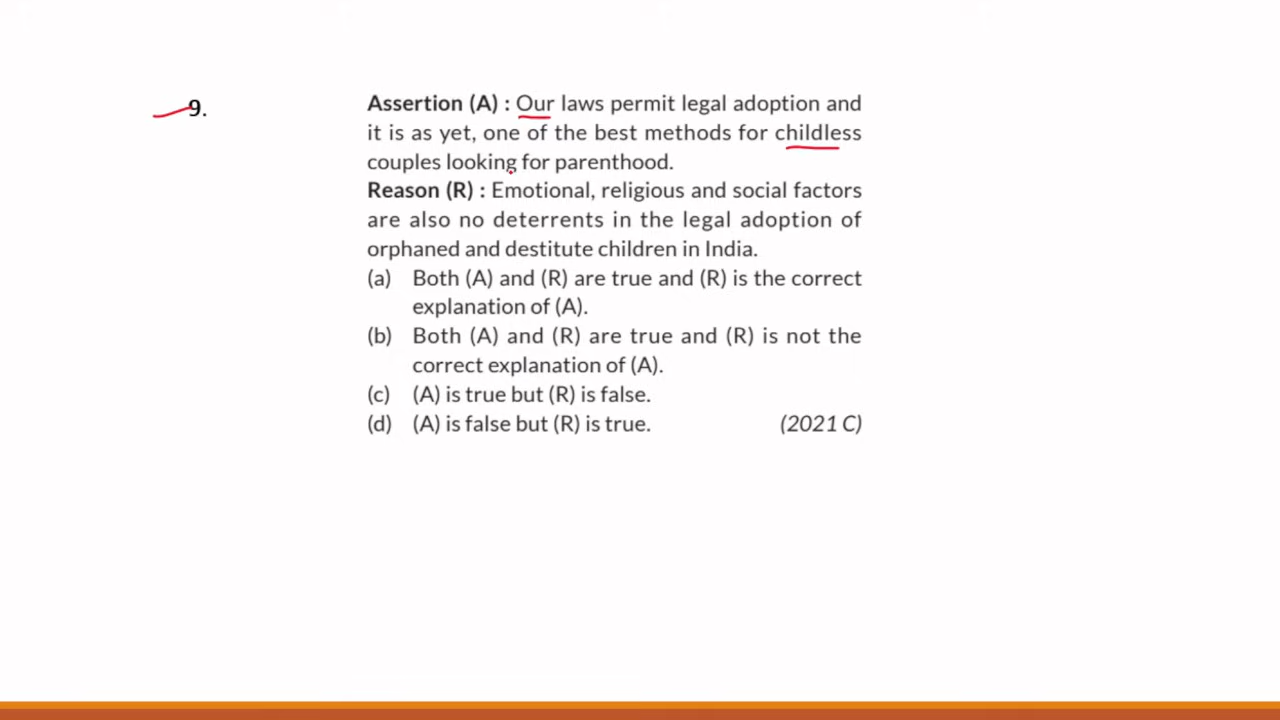 9.
Assertion (A) : Our laws permit legal adoption and
it is as yet, one of the best methods for childless
couples looking for parenthood.
Reason (R) : Emotional, religious and social factors
are also no deterrents in the legal adoption of
orphaned and destitute children in India.
(a) Both (A) and (R) are true and (R) is the correct
explanation of (A).
(b) Both (A) and (R) are true and (R) is not the
correct explanation of (A).
(c) (A) is true but (R) is false.
(d) (A) is false but (R) is true. (2021 C)